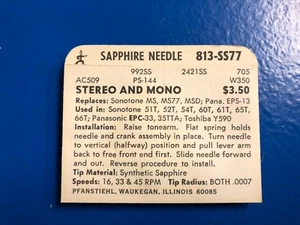 SAPPHIRE NEEDLE 813-SS77
992SS 2421SS 705
AC509 PS-144 W350
STEREO AND MONO $3.50
Replaces: Sonotone MS, MS77, MSD; Pana. EPS-13
Used in: Sonotone 51T, 52T, 54T, 60T, 61T, 65T,
66T; Panasonic EPC-33, 35TTA; Toshiba Y590
Installation: Raise tonearm. Flat spring holds
needle and crank assembly in place. Turn needle to
vertical (halfway) position and pull lever arm
away from front end first. Slide needle forward
and out. Reverse procedure to install.
Tip Material: Synthetic Sapphire
Speeds: 16, 33 & 45 RPM Tip Radius: BOTH .0007
PFANSTIEHL, WAUKEGAN, ILLINOIS 60085